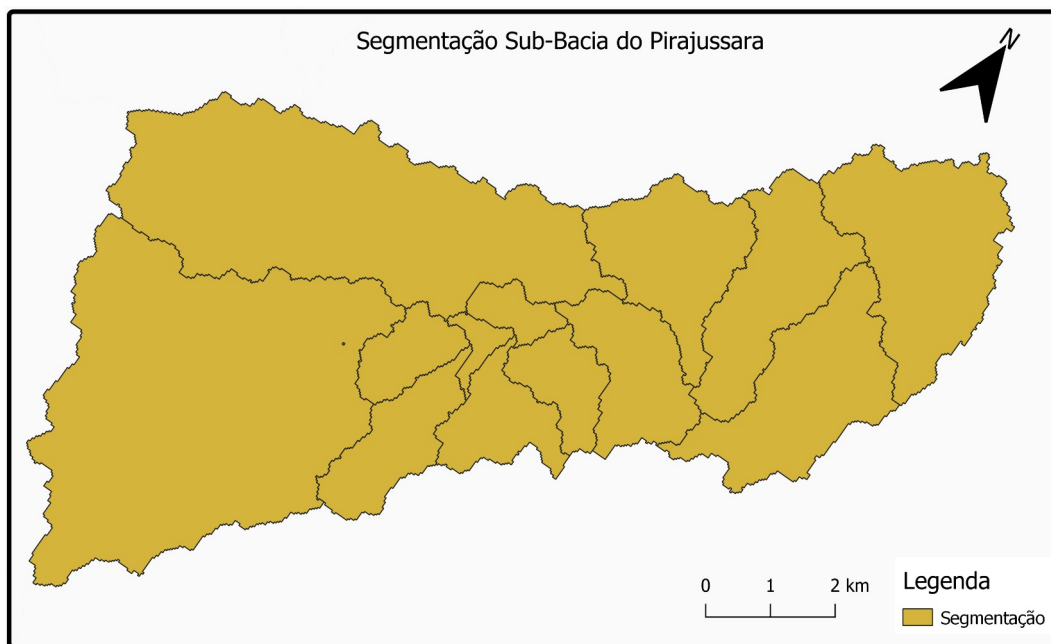 Segmentação Sub-Bacia do Pirajussara
N
0 1 2 km
Legenda
Segmentação